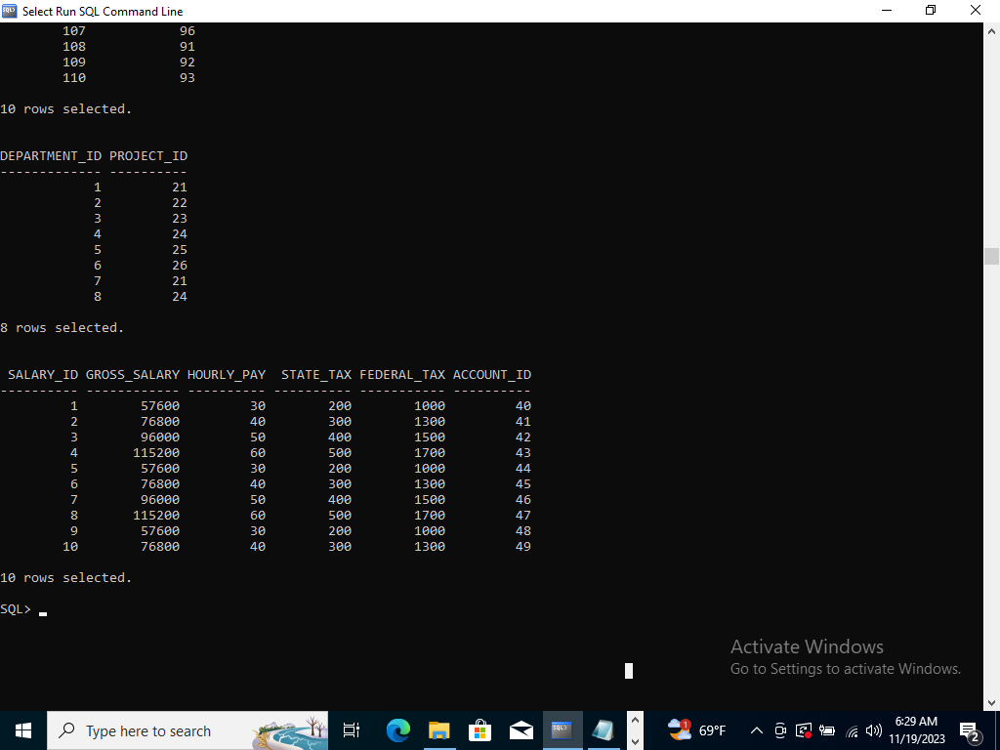 Select Run SQL Command Line
107 96
108 91
109 92
110 93
10 rows selected.
DEPARTMENT_ID PROJECT_ID
------------- ----------
1 21
2 22
3 23
4 24
5 25
6 26
7 21
8 24
8 rows selected.
SALARY_ID GROSS_SALARY HOURLY_PAY STATE_TAX FEDERAL_TAX ACCOUNT_ID
---------- ------------ ---------- ---------- ----------- ----------
1 57600 30 200 1000 40
2 76800 40 300 1300 41
3 96000 50 400 1500 42
4 115200 60 500 1700 43
5 57600 30 200 1000 44
6 76800 40 300 1300 45
7 96000 50 400 1500 46
8 115200 60 500 1700 47
9 57600 30 200 1000 48
10 76800 40 300 1300 49
10 rows selected.
SQL>
Activate Windows
Go to Settings to activate Windows.
Type here to search
1
69°F
6:29 AM
11/19/2023
2